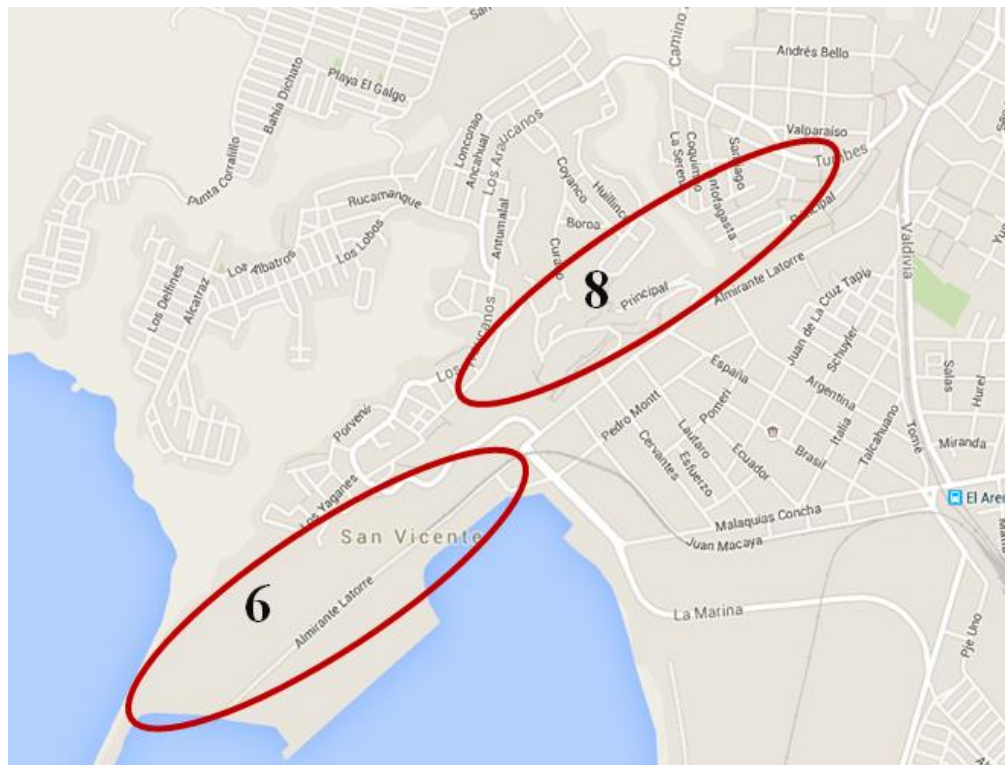 San
Andrés Bello
Camino
Playa El Galgo
Bahía Dichato
Valparaíso
Tumbes
Lonconao
Ancahual
Los Araucanos
Coyanco
Huillinco
La Serena
Coquimbo
Antofagasta
Santiago
Punta Corralillo
Rucamanque
Antumalal
Boroa
Principal
Valdivia
Los Lobos
Los Albatros
Los Delfines
Alcatraz
8
Principal
Almirante Latorre
Juan de La Cruz Tapia
Schuyler
Los Araucanos
España
Argentina
Salas
Hurel
Porvenir
Pedro Montt
Pomeri
Lautaro
Cervantes
Esfuerzo
Ecuador
Brasil
Italia
Talcahuano
Tomé
Miranda
Los Yaganes
El Aren
Malaquias Concha
Juan Macaya
San Vicente
6
Almirante Latorre
La Marina
Pje Uno